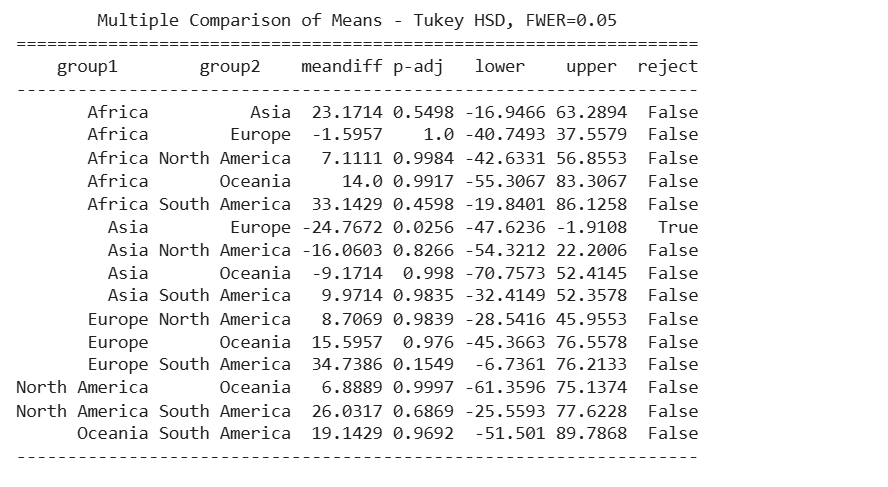 Multiple Comparison of Means - Tukey HSD, FWER=0.05
===================================================================
group1 group2 meandiff p-adj lower upper reject
-------------------------------------------------------------------
Africa Asia 23.1714 0.5498 -16.9466 63.2894 False
Africa Europe -1.5957 1.0 -40.7493 37.5579 False
Africa North America 7.1111 0.9984 -42.6331 56.8553 False
Africa Oceania 14.0 0.9917 -55.3067 83.3067 False
Africa South America 33.1429 0.4598 -19.8401 86.1258 False
Asia Europe -24.7672 0.0256 -47.6236 -1.9108 True
Asia North America -16.0603 0.8266 -54.3212 22.2006 False
Asia Oceania -9.1714 0.998 -70.7573 52.4145 False
Asia South America 9.9714 0.9835 -32.4149 52.3578 False
Europe North America 8.7069 0.9839 -28.5416 45.9553 False
Europe Oceania 15.5957 0.976 -45.3663 76.5578 False
Europe South America 34.7386 0.1549 -6.7361 76.2133 False
North America Oceania 6.8889 0.9997 -61.3596 75.1374 False
North America South America 26.0317 0.6869 -25.5593 77.6228 False
Oceania South America 19.1429 0.9692 -51.501 89.7868 False
-------------------------------------------------------------------